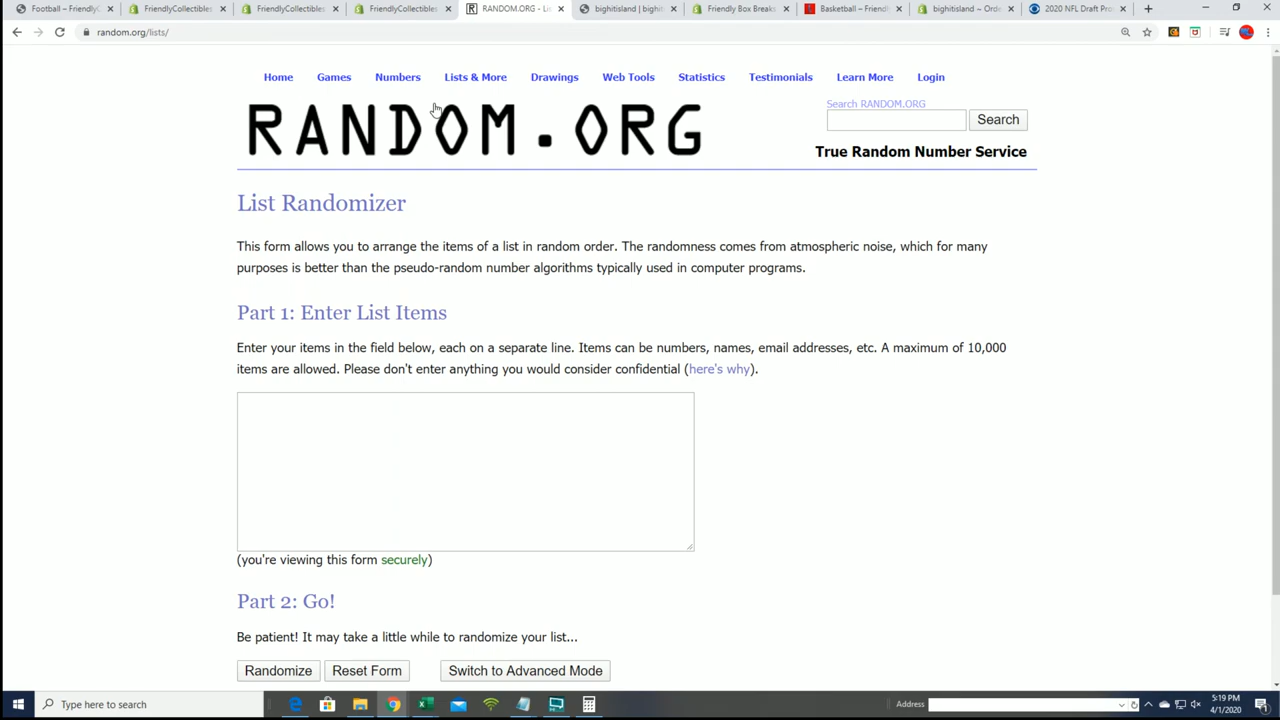 Football – FriendlyC
FriendlyCollectibles
FriendlyCollectibles
FriendlyCollectibles
RANDOM.ORG - Li
bighitisland | bighit
Friendly Box Breaks
Basketball – Friend
bighitisland ~ Orde
2020 NFL Draft Pro
random.org/lists/
Home Games Numbers Lists & More Drawings Web Tools Statistics Testimonials Learn More Login
RANDOM.ORG
Search RANDOM.ORG
Search
True Random Number Service
List Randomizer
This form allows you to arrange the items of a list in random order. The randomness comes from atmospheric noise, which for many
purposes is better than the pseudo-random number algorithms typically used in computer programs.
Part 1: Enter List Items
Enter your items in the field below, each on a separate line. Items can be numbers, names, email addresses, etc. A maximum of 10,000
items are allowed. Please don't enter anything you would consider confidential (here's why).
(you're viewing this form securely)
Part 2: Go!
Be patient! It may take a little while to randomize your list...
Randomize Reset Form Switch to Advanced Mode
Type here to search
Address
5:19 PM
4/1/2020